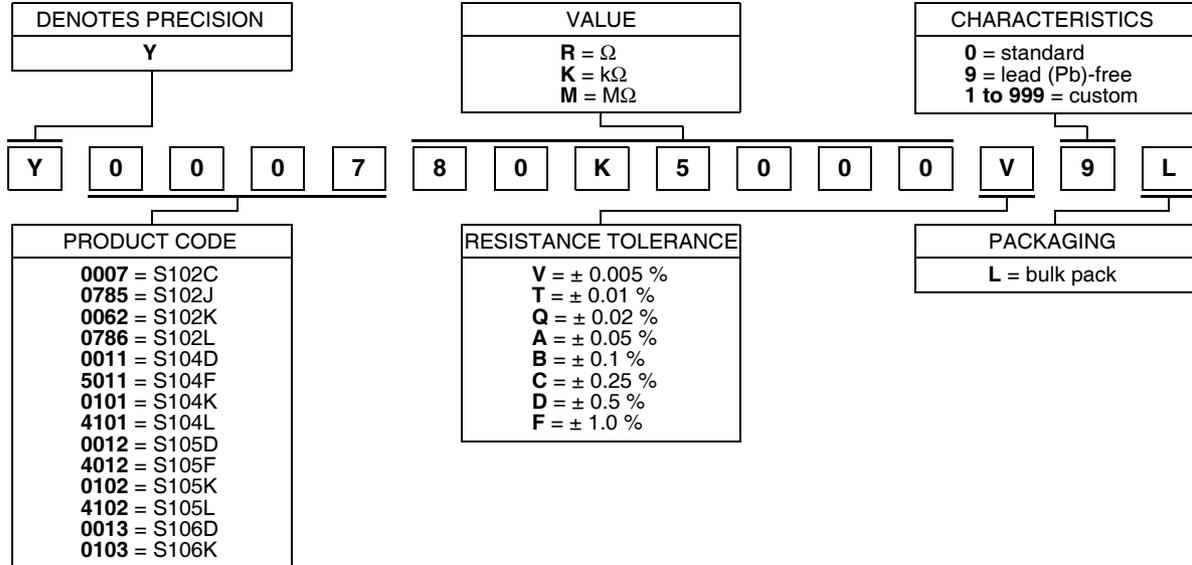 DENOTES PRECISION
Y
VALUE
R = Ω
K = kΩ
M = MΩ
CHARACTERISTICS
0 = standard
9 = lead (Pb)-free
1 to 999 = custom
Y 0 0 0 7 8 0 K 5 0 0 0 V 9 L
PRODUCT CODE
0007 = S102C
0785 = S102J
0062 = S102K
0786 = S102L
0011 = S104D
5011 = S104F
0101 = S104K
4101 = S104L
0012 = S105D
4012 = S105F
0102 = S105K
4102 = S105L
0013 = S106D
0103 = S106K
RESISTANCE TOLERANCE
V = ± 0.005 %
T = ± 0.01 %
Q = ± 0.02 %
A = ± 0.05 %
B = ± 0.1 %
C = ± 0.25 %
D = ± 0.5 %
F = ± 1.0 %
PACKAGING
L = bulk pack